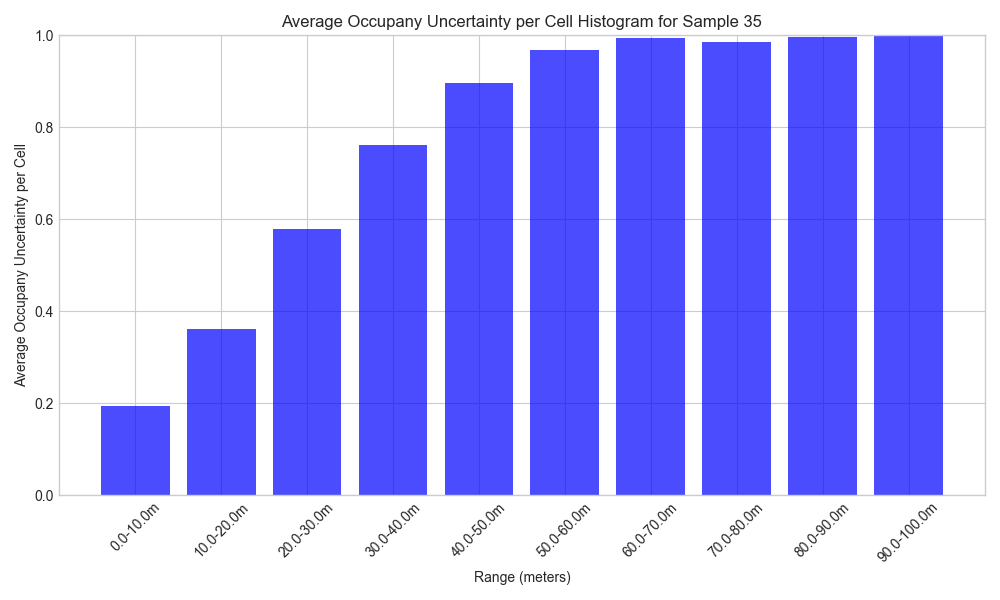 Average Occupany Uncertainty per Cell Histogram for Sample 35
Average Occupany Uncertainty per Cell
1.0
0.8
0.6
0.4
0.2
0.0
0.0-10.0m
10.0-20.0m
20.0-30.0m
30.0-40.0m
40.0-50.0m
50.0-60.0m
60.0-70.0m
70.0-80.0m
80.0-90.0m
90.0-100.0m
Range (meters)